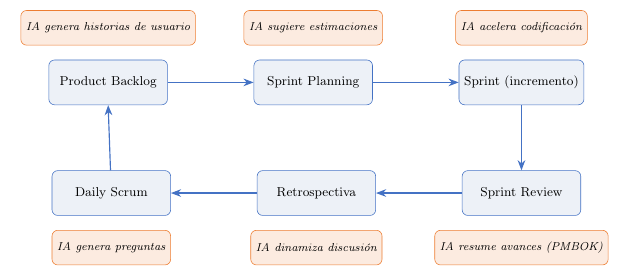 IA genera historias de usuario
IA sugiere estimaciones
IA acelera codificación
Product Backlog
Sprint Planning
Sprint (incremento)
Daily Scrum
Retrospectiva
Sprint Review
IA genera preguntas
IA dinamiza discusión
IA resume avances (PMBOK)